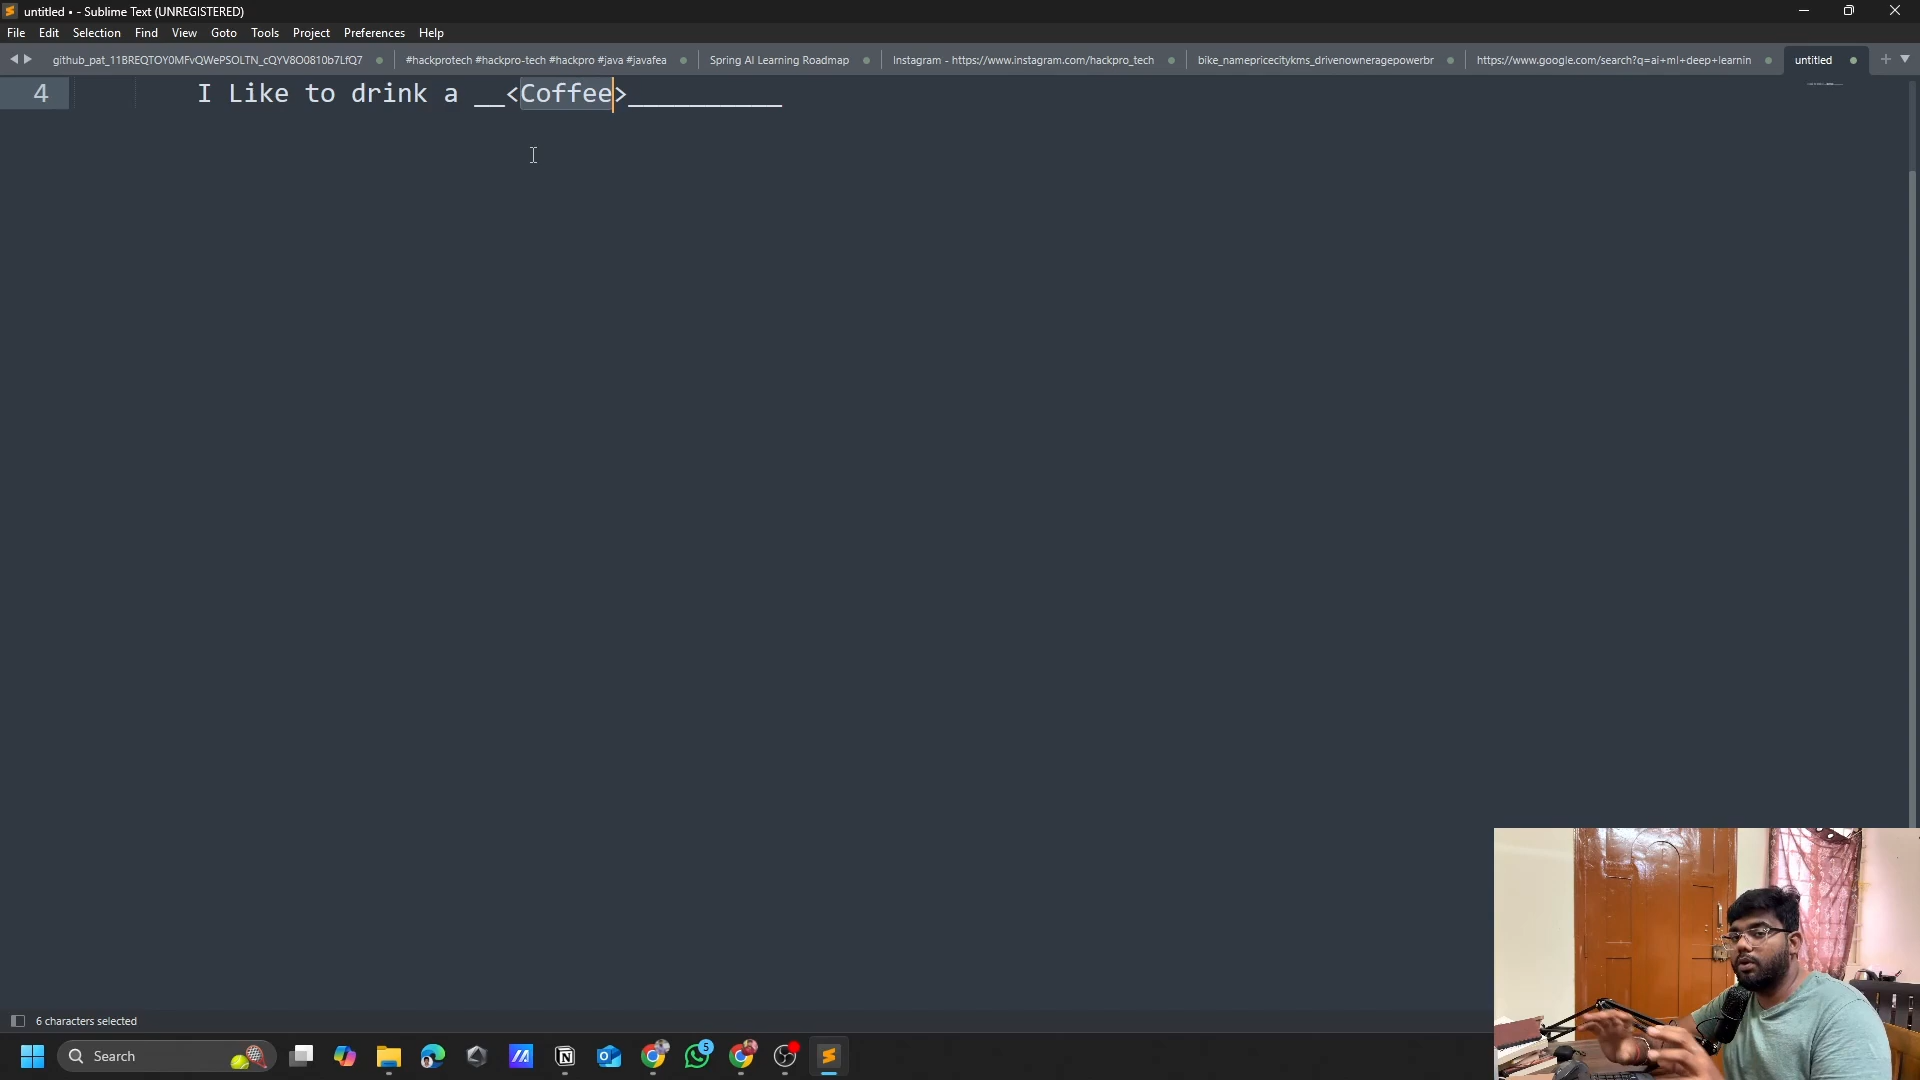 untitled • - Sublime Text (UNREGISTERED)
File Edit Selection Find View Goto Tools Project Preferences Help
github_pat_11BREQTOY0MFvQWePSOLTN_cQYV8O0810b7LfQ7 #hackprotech #hackpro-tech #hackpro #java #javafea Spring AI Learning Roadmap Instagram - https://www.instagram.com/hackpro_tech bike_namepricecitykms_drivenowneragepowerbr https://www.google.com/search?q=ai+ml+deep+learnin untitled
4 I Like to drink a __<Coffee>__________
6 characters selected
Search
5